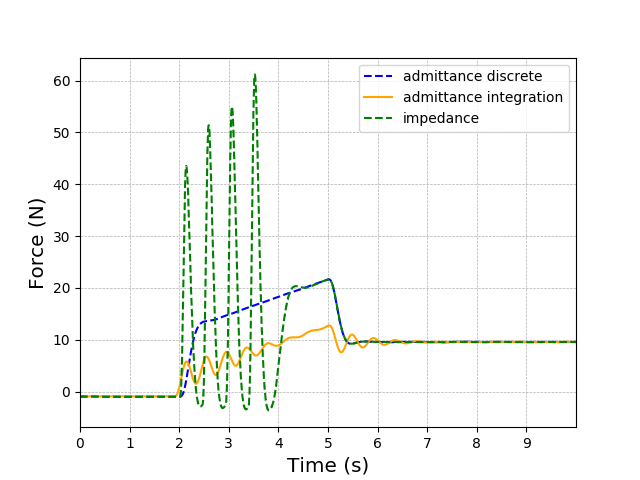 admittance discrete
admittance integration
impedance
60
50
40
30
20
10
0
Force (N)
0 1 2 3 4 5 6 7 8 9
Time (s)